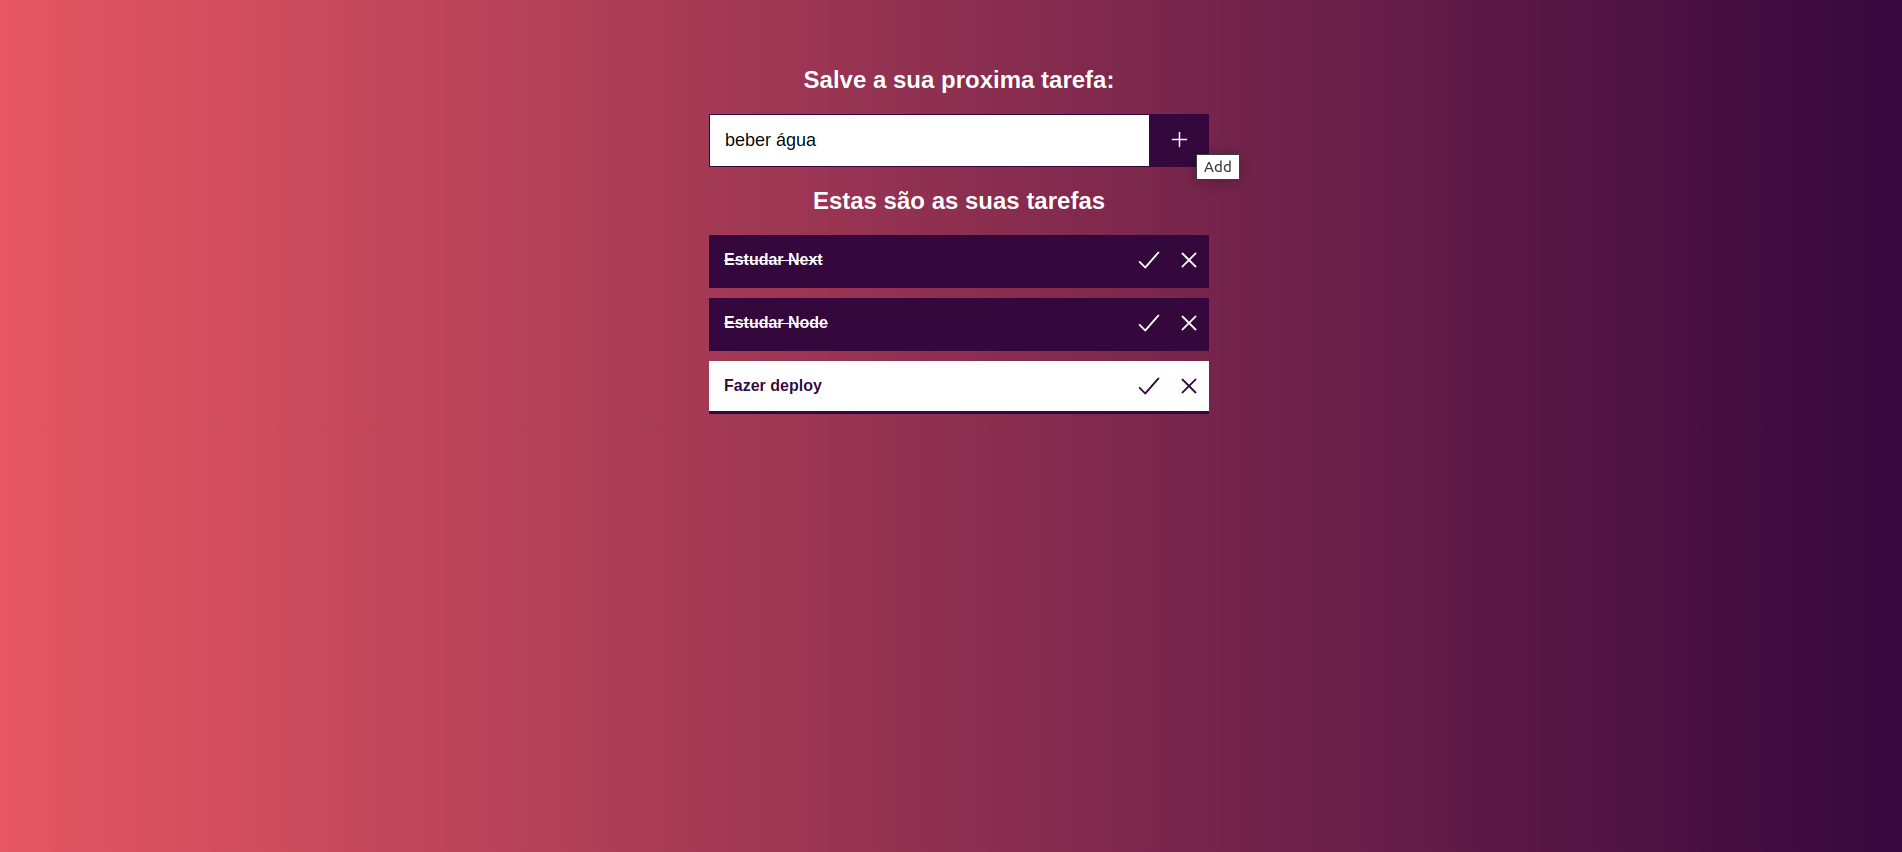 Salve a sua proxima tarefa:
beber água
Add
Estas são as suas tarefas
Estudar Next
Estudar Node
Fazer deploy